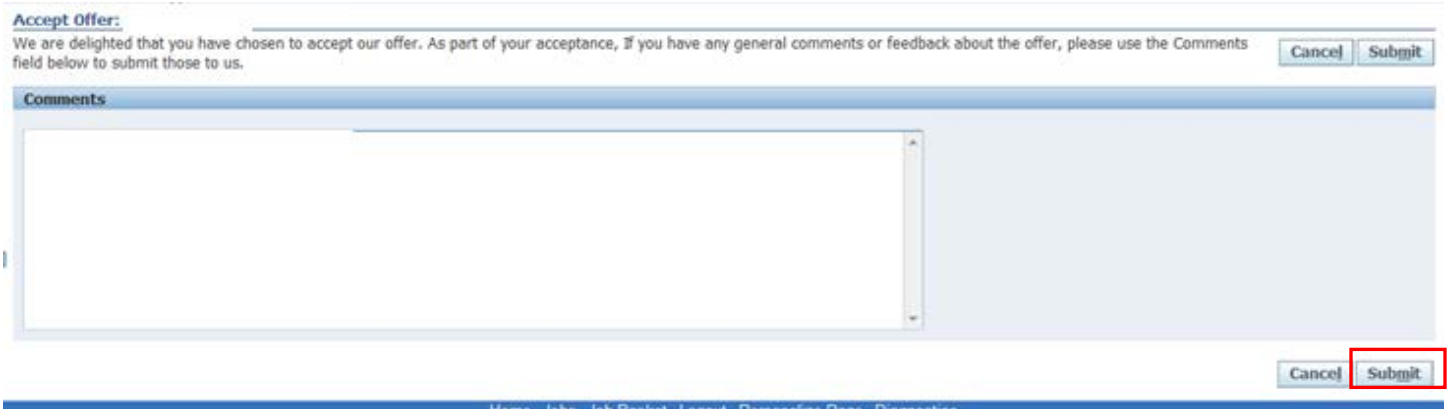 Accept Offer:
We are delighted that you have chosen to accept our offer. As part of your acceptance, If you have any general comments or feedback about the offer, please use the Comments
field below to submit those to us.
Cancel Submit
Comments
Cancel Submit
Home Jobs Job Basket Logout Personalize Page Diagnostics